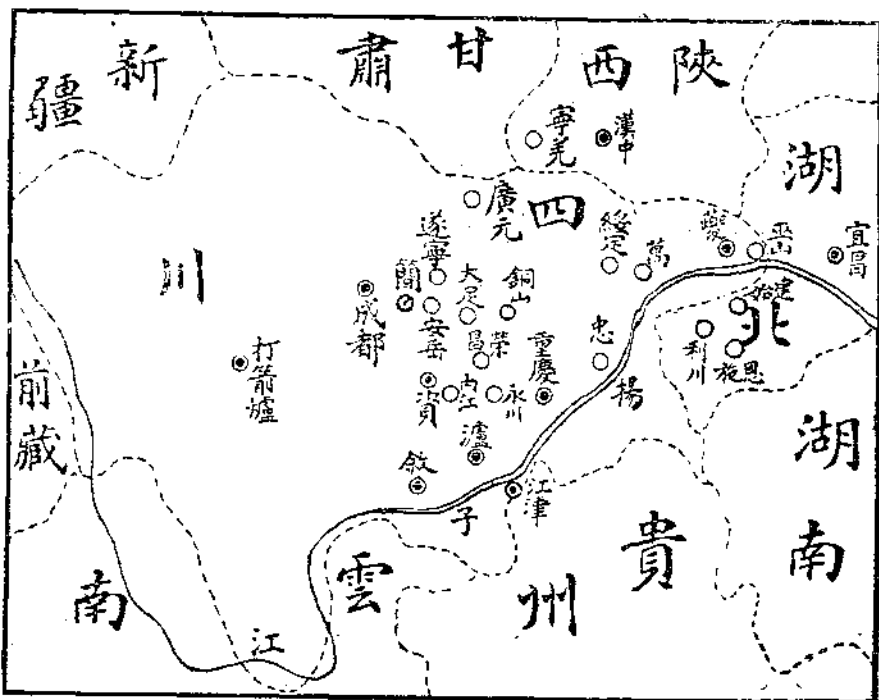 新疆
甘肅
陝西
湖北
四川
前藏
雲南
貴州
湖南
揚子江
寧羌
漢中
廣元
綏定
萬
夔
巫山
宜昌
遂寧
簡
成都
大足
銅山
安岳
榮昌
重慶
忠
建始
利川
恩施
打箭爐
資
內江
永川
瀘
敘
江津